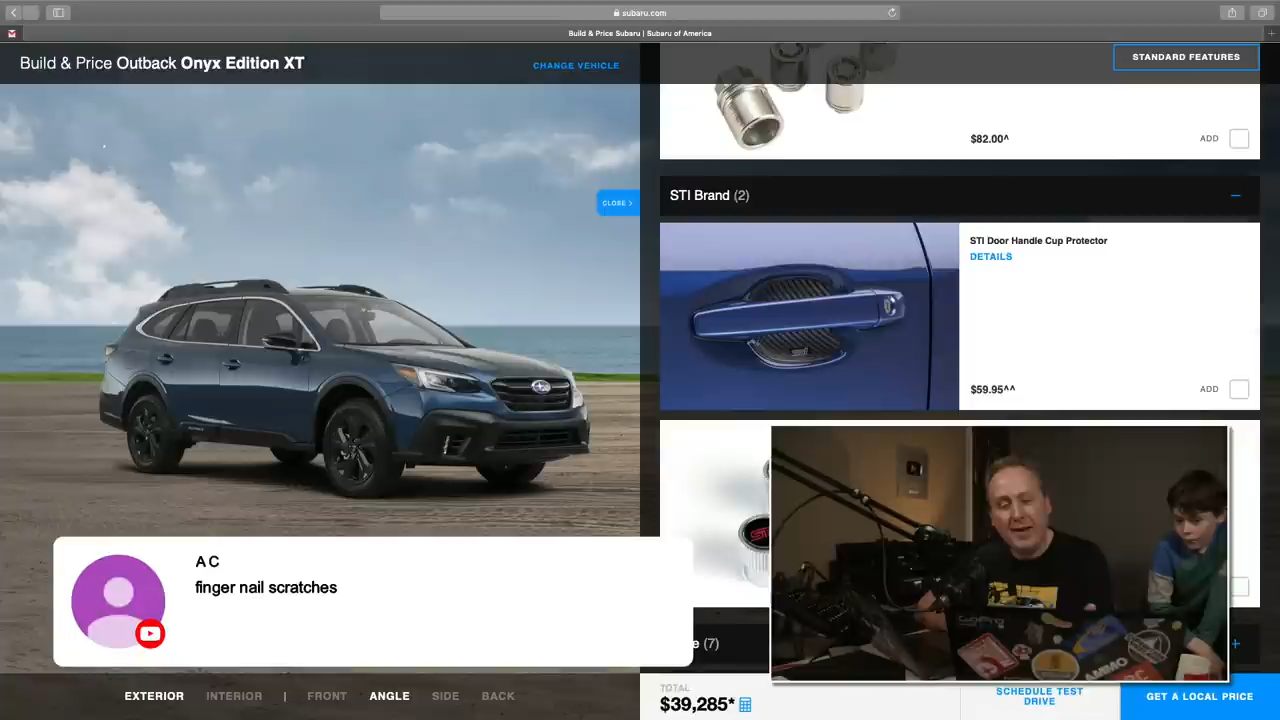 subaru.com
Build & Price Subaru | Subaru of America
Build & Price Outback Onyx Edition XT
CHANGE VEHICLE
STANDARD FEATURES
$82.00^
ADD
CLOSE >
STI Brand (2)
STI Door Handle Cup Protector
DETAILS
$59.95^^
ADD
A C
finger nail scratches
e (7)
GoPro
AMMO
EXTERIOR INTERIOR | FRONT ANGLE SIDE BACK
TOTAL
$39,285*
SCHEDULE TEST
DRIVE
GET A LOCAL PRICE